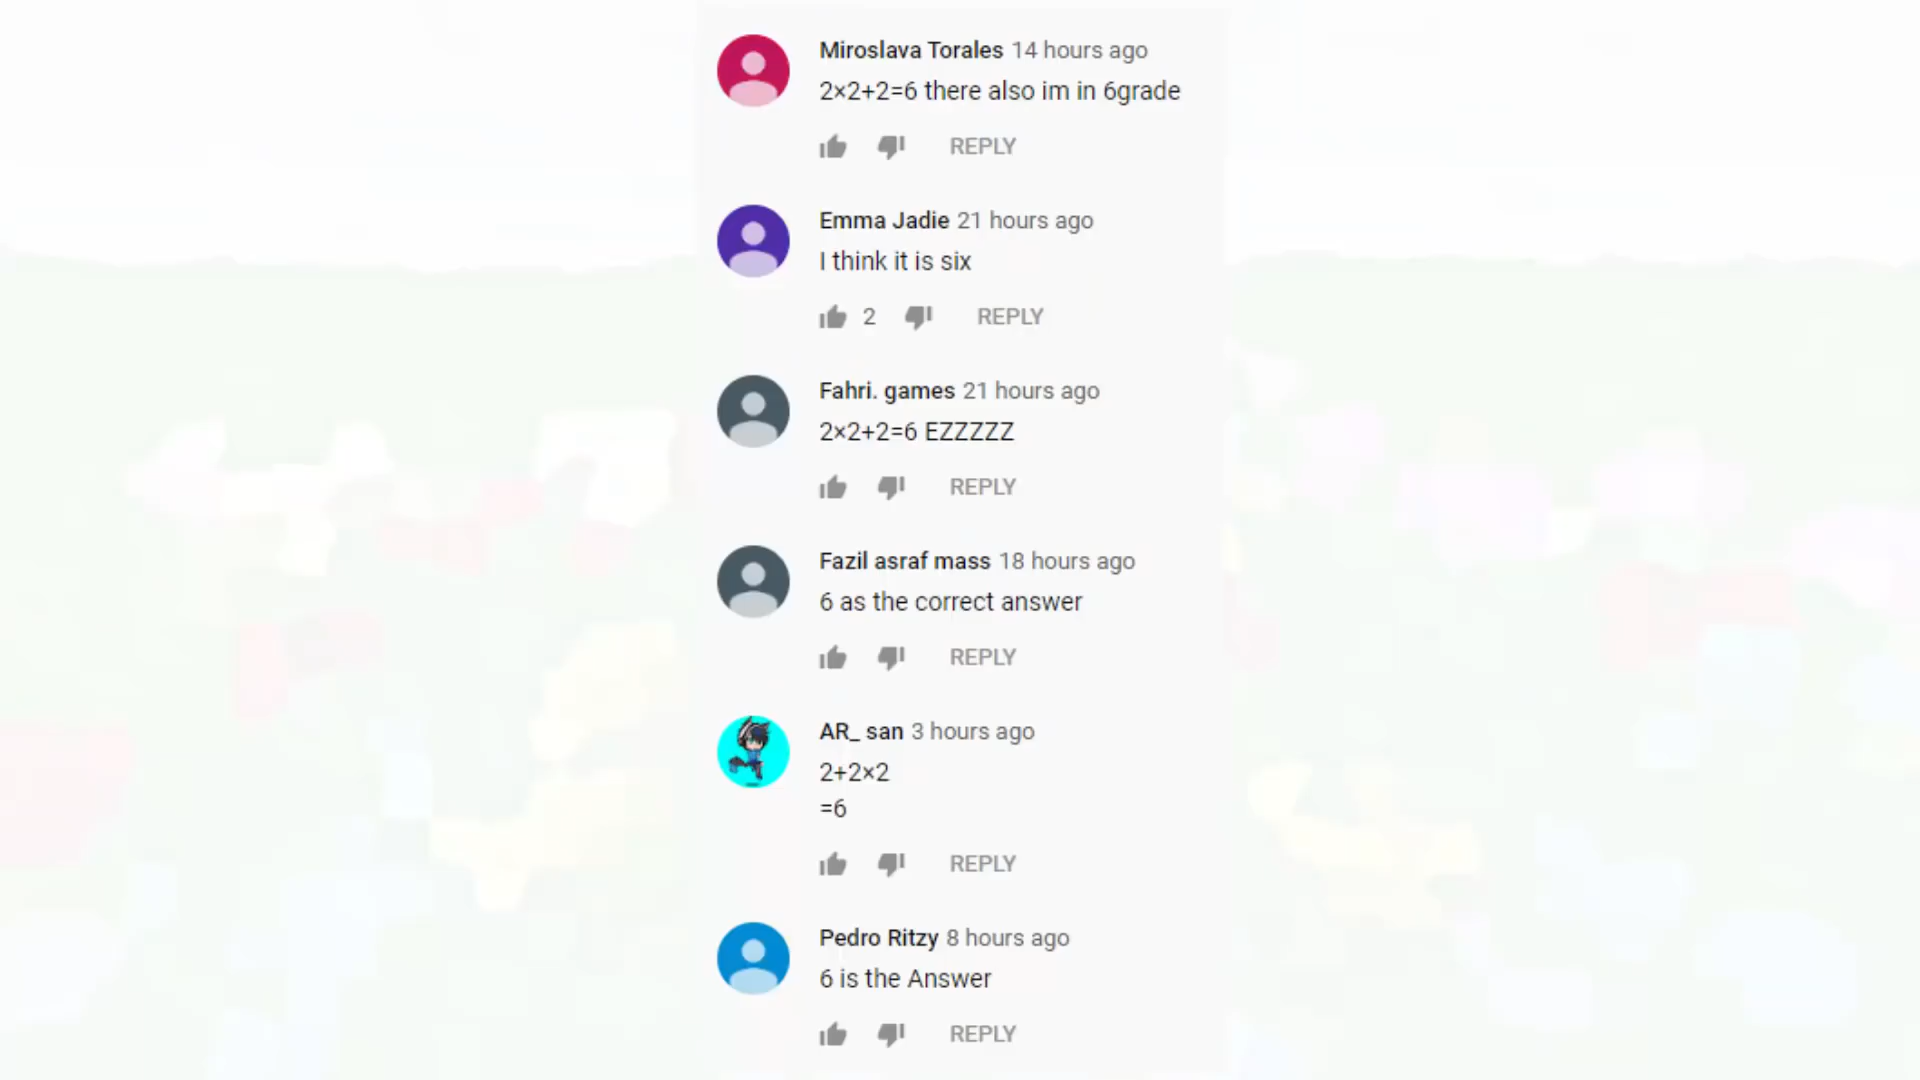 Miroslava Torales 14 hours ago
2×2+2=6 there also im in 6grade
REPLY
Emma Jadie 21 hours ago
I think it is six
2 REPLY
Fahri. games 21 hours ago
2×2+2=6 EZZZZZ
REPLY
Fazil asraf mass 18 hours ago
6 as the correct answer
REPLY
AR_ san 3 hours ago
2+2×2
=6
REPLY
Pedro Ritzy 8 hours ago
6 is the Answer
REPLY